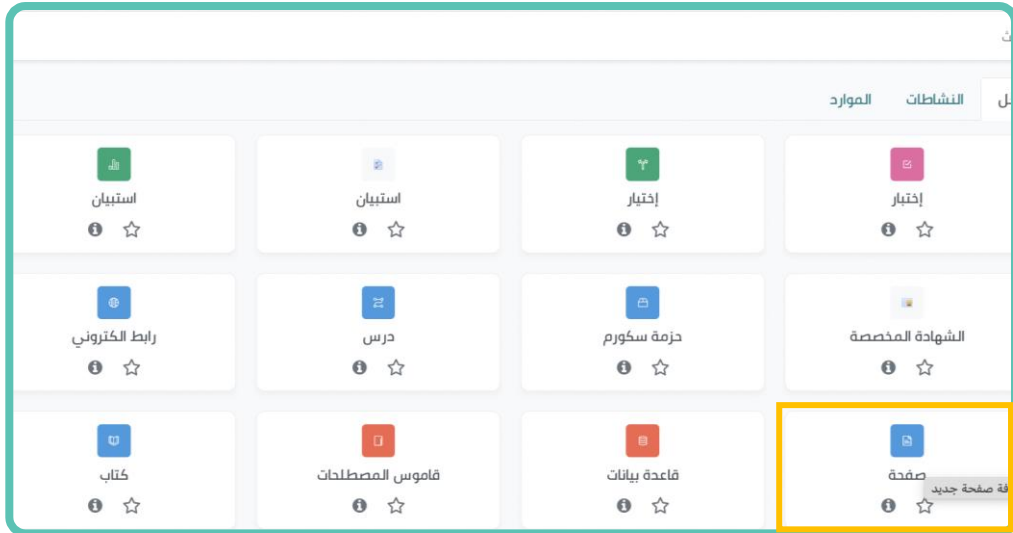 النشاطات الموارد
إختبار
إختيار
استبيان
استبيان
الشهادة المخصصة
حزمة سكورم
درس
رابط الكتروني
صفحة
فة صفحة جديد
قاعدة بيانات
قاموس المصطلحات
كتاب